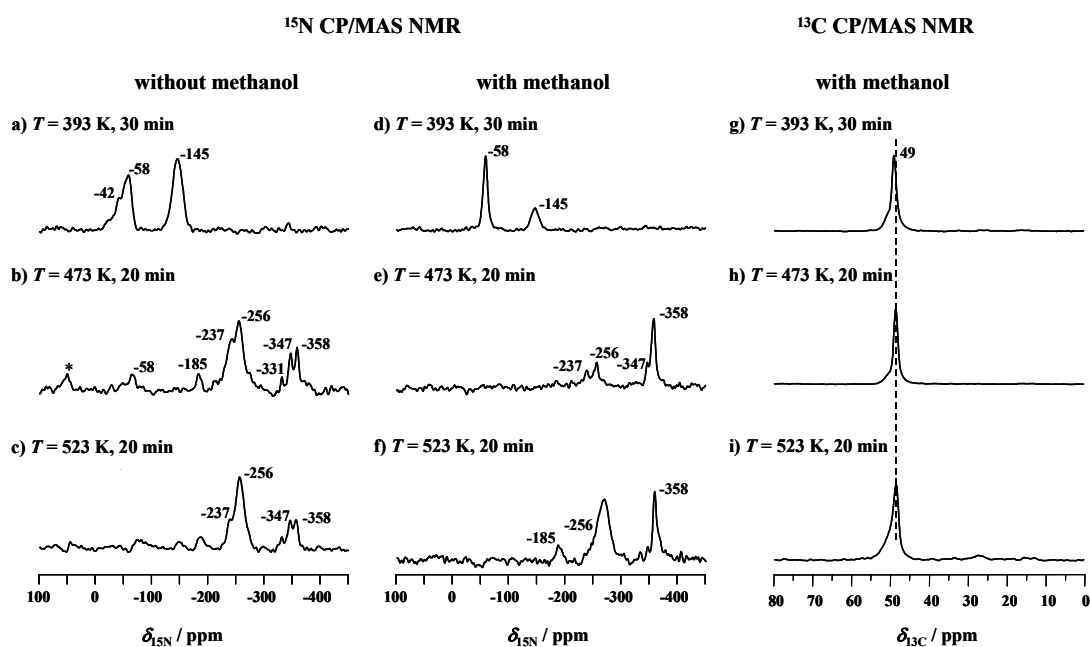 ¹⁵N CP/MAS NMR
¹³C CP/MAS NMR
without methanol
with methanol
with methanol
a) T = 393 K, 30 min
-42
-58
-145
d) T = 393 K, 30 min
-58
-145
g) T = 393 K, 30 min
49
b) T = 473 K, 20 min
*
-58
-185
-237
-256
-331
-347
-358
e) T = 473 K, 20 min
-237
-256
-347
-358
h) T = 473 K, 20 min
c) T = 523 K, 20 min
-237
-256
-347
-358
f) T = 523 K, 20 min
-185
-256
-358
i) T = 523 K, 20 min
100 0 -100 -200 -300 -400
100 0 -100 -200 -300 -400
80 70 60 50 40 30 20 10 0
δ₁₅N / ppm
δ₁₅N / ppm
δ₁₃C / ppm